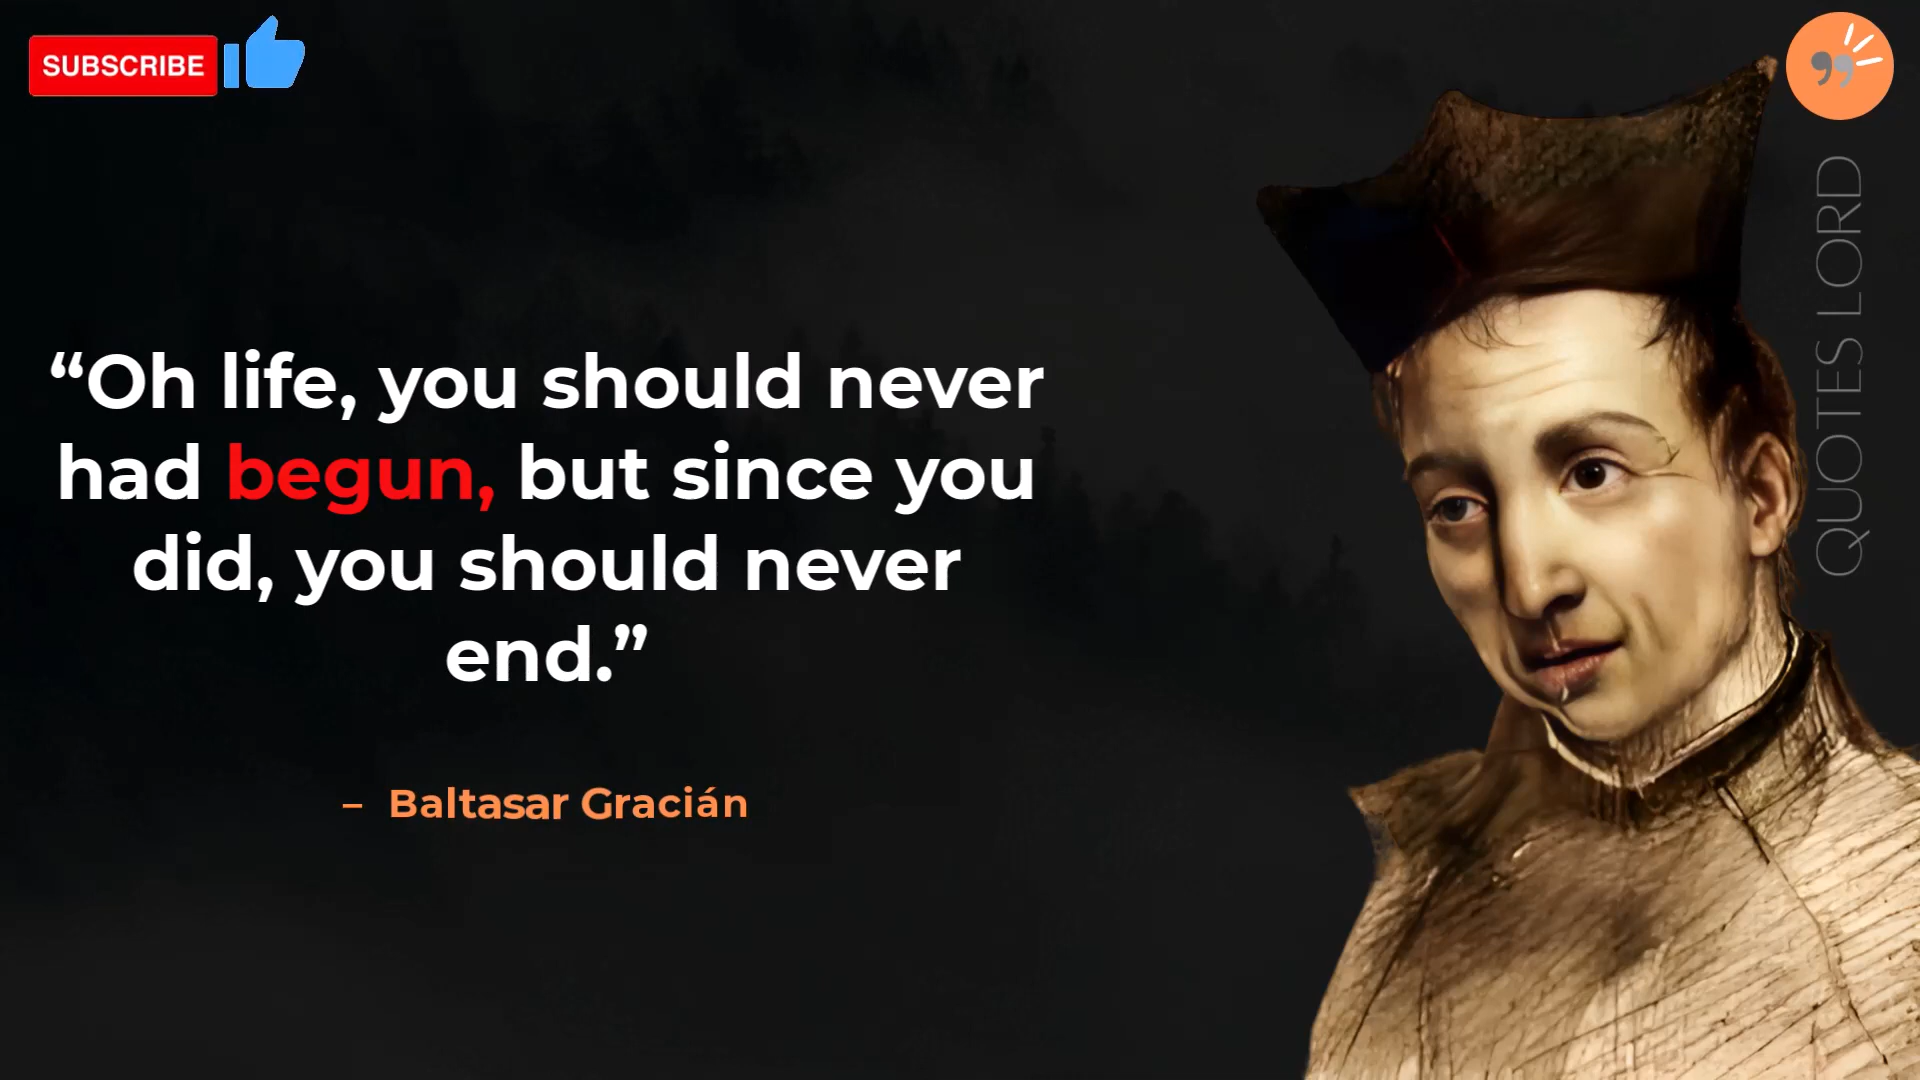 SUBSCRIBE
“Oh life, you should never
had begun, but since you
did, you should never
end.”
– Baltasar Gracián
QUOTES LORD